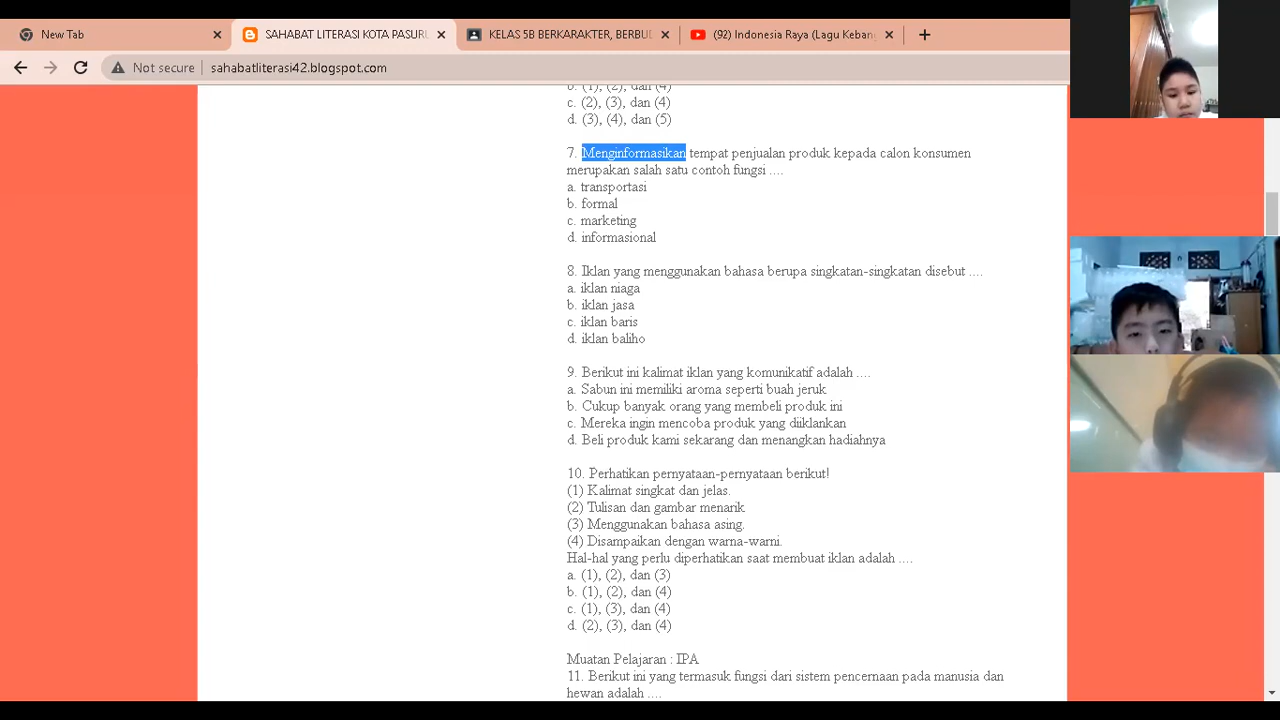 New Tab
SAHABAT LITERASI KOTA PASURU
KELAS 5B BERKARAKTER, BERBUD
(92) Indonesia Raya (Lagu Kebang
Not secure
sahabatliterasi42.blogspot.com
b. (1), (2), dan (4)
c. (2), (3), dan (4)
d. (3), (4), dan (5)
7. Menginformasikan tempat penjualan produk kepada calon konsumen
merupakan salah satu contoh fungsi ....
a. transportasi
b. formal
c. marketing
d. informasional
8. Iklan yang menggunakan bahasa berupa singkatan-singkatan disebut ....
a. iklan niaga
b. iklan jasa
c. iklan baris
d. iklan baliho
9. Berikut ini kalimat iklan yang komunikatif adalah ....
a. Sabun ini memiliki aroma seperti buah jeruk
b. Cukup banyak orang yang membeli produk ini
c. Mereka ingin mencoba produk yang diiklankan
d. Beli produk kami sekarang dan menangkan hadiahnya
10. Perhatikan pernyataan-pernyataan berikut!
(1) Kalimat singkat dan jelas.
(2) Tulisan dan gambar menarik.
(3) Menggunakan bahasa asing.
(4) Disampaikan dengan warna-warni.
Hal-hal yang perlu diperhatikan saat membuat iklan adalah ....
a. (1), (2), dan (3)
b. (1), (2), dan (4)
c. (1), (3), dan (4)
d. (2), (3), dan (4)
Muatan Pelajaran : IPA
11. Berikut ini yang termasuk fungsi dari sistem pencernaan pada manusia dan
hewan adalah ....